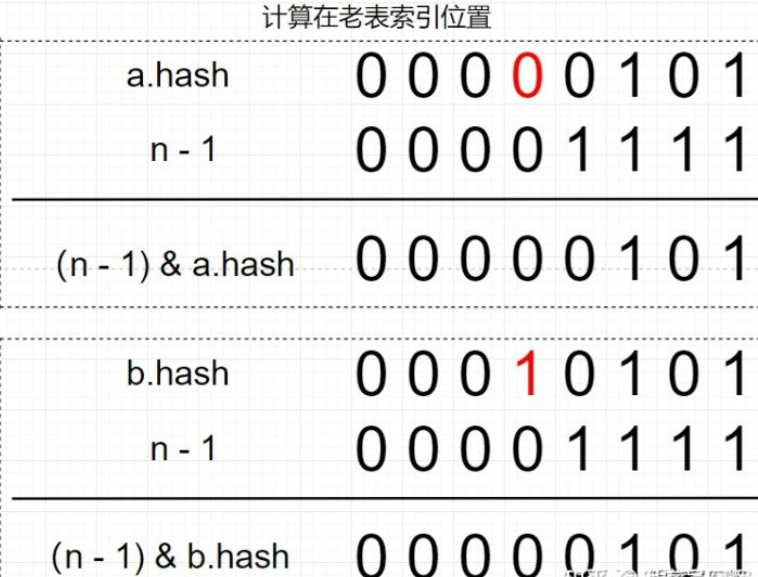 计算在老表索引位置
a.hash 0 0 0 0 0 1 0 1
n - 1 0 0 0 0 1 1 1 1
(n - 1) & a.hash 0 0 0 0 0 1 0 1
b.hash 0 0 0 1 0 1 0 1
n - 1 0 0 0 0 1 1 1 1
(n - 1) & b.hash 0 0 0 0 0 1 0 1